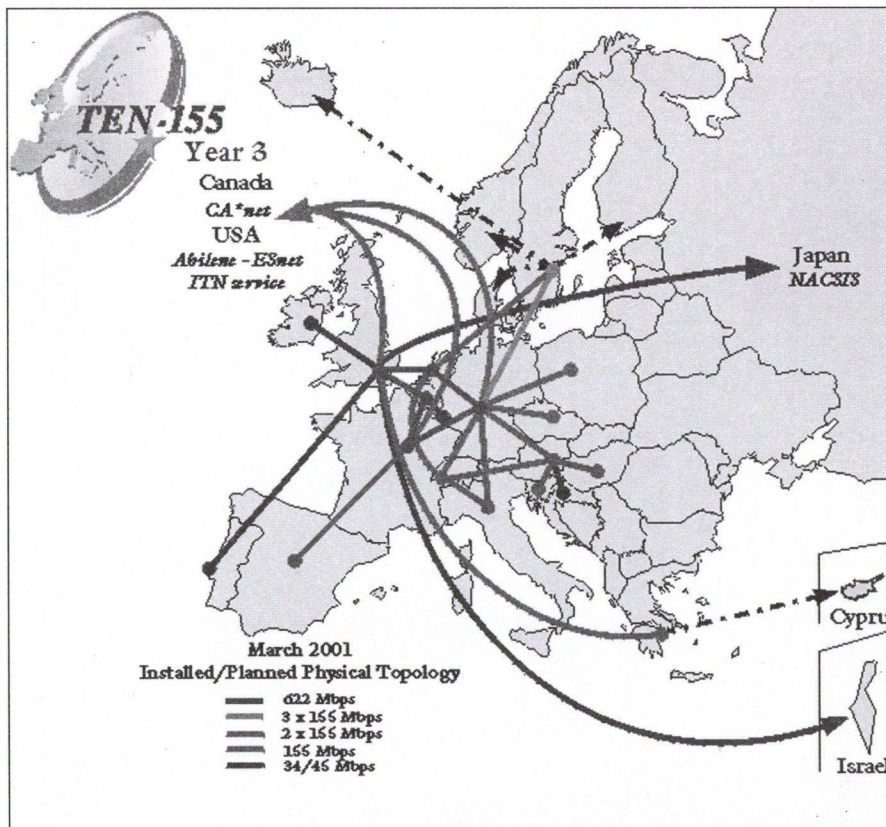 TEN-155
Year 3
Canada
CA*net
USA
Abilene - ESnet
ITN service
Japan
NACSIS
Cypru
Israel
March 2001
Installed/Planned Physical Topology
622 Mbps
3 x 155 Mbps
2 x 155 Mbps
155 Mbps
34/45 Mbps